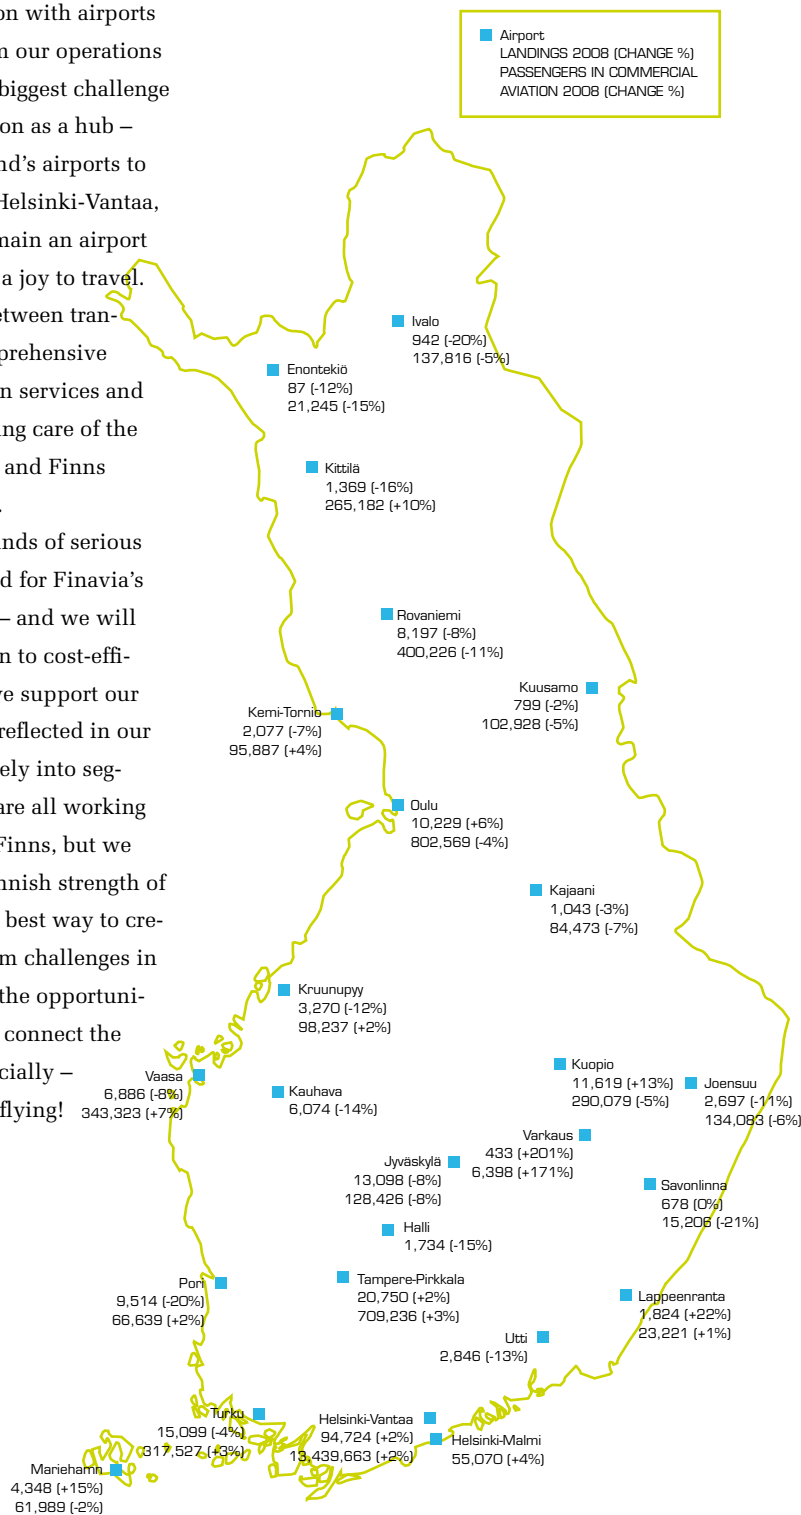 on with airports
n our operations
biggest challenge
on as a hub –
nd's airports to
Helsinki-Vantaa,
main an airport
a joy to travel.
etween tran-
prehensive
n services and
ng care of the
and Finns
.
nds of serious
d for Finavia's
– and we will
n to cost-effi-
ve support our
reflected in our
ely into seg-
are all working
Finns, but we
nnish strength of
best way to cre-
m challenges in
the opportuni-
connect the
cially –
flying!
Airport
LANDINGS 2008 (CHANGE %)
PASSENGERS IN COMMERCIAL
AVIATION 2008 (CHANGE %)
Ivalo
942 (-20%)
137,816 (-5%)
Enontekiö
87 (-12%)
21,245 (-15%)
Kittilä
1,369 (-16%)
265,182 (+10%)
Rovaniemi
8,197 (-8%)
400,226 (-11%)
Kuusamo
799 (-2%)
102,928 (-5%)
Kemi-Tornio
2,077 (-7%)
95,887 (+4%)
Oulu
10,229 (+6%)
802,569 (-4%)
Kajaani
1,043 (-3%)
84,473 (-7%)
Kruunupyy
3,270 (-12%)
98,237 (+2%)
Vaasa
6,886 (-8%)
343,323 (+7%)
Kauhava
6,074 (-14%)
Kuopio
11,619 (+13%)
290,079 (-5%)
Joensuu
2,697 (-11%)
134,083 (-6%)
Varkaus
433 (+201%)
6,398 (+171%)
Jyväskylä
13,098 (-8%)
128,426 (-8%)
Savonlinna
678 (0%)
15,206 (-21%)
Halli
1,734 (-15%)
Pori
9,514 (-20%)
66,639 (+2%)
Tampere-Pirkkala
20,750 (+2%)
709,236 (+3%)
Lappeenranta
1,824 (+22%)
23,221 (+1%)
Utti
2,846 (-13%)
Turku
15,099 (-4%)
317,527 (+3%)
Helsinki-Vantaa
94,724 (+2%)
13,439,663 (+2%)
Helsinki-Malmi
55,070 (+4%)
Mariehamn
4,348 (+15%)
61,989 (-2%)